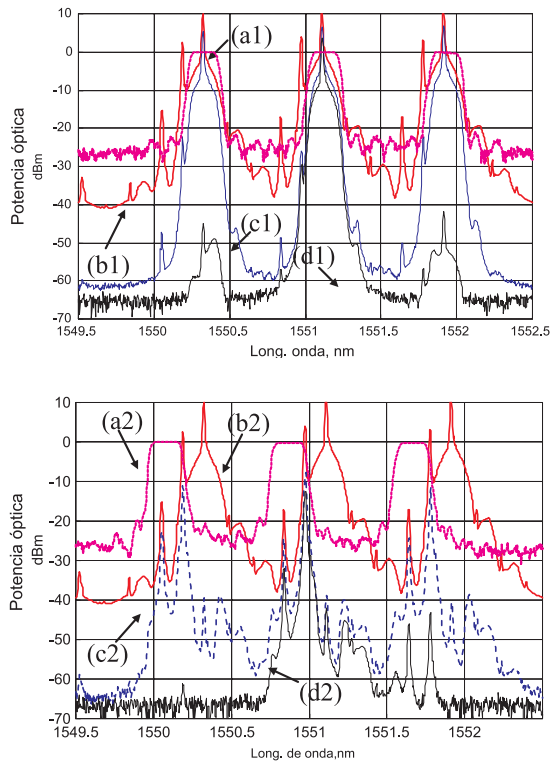 10
0
-10
-20
-30
-40
-50
-60
-70
Potencia óptica
dBm
(a1)
(b1)
(c1)
(d1)
1549.5 1550 1550.5 1551 1551.5 1552 1552.5
Long. onda, nm
10
0
-10
-20
-30
-40
-50
-60
-70
Potencia óptica
dBm
(a2)
(b2)
(c2)
(d2)
1549.5 1550 1550.5 1551 1551.5 1552
Long. de onda,nm